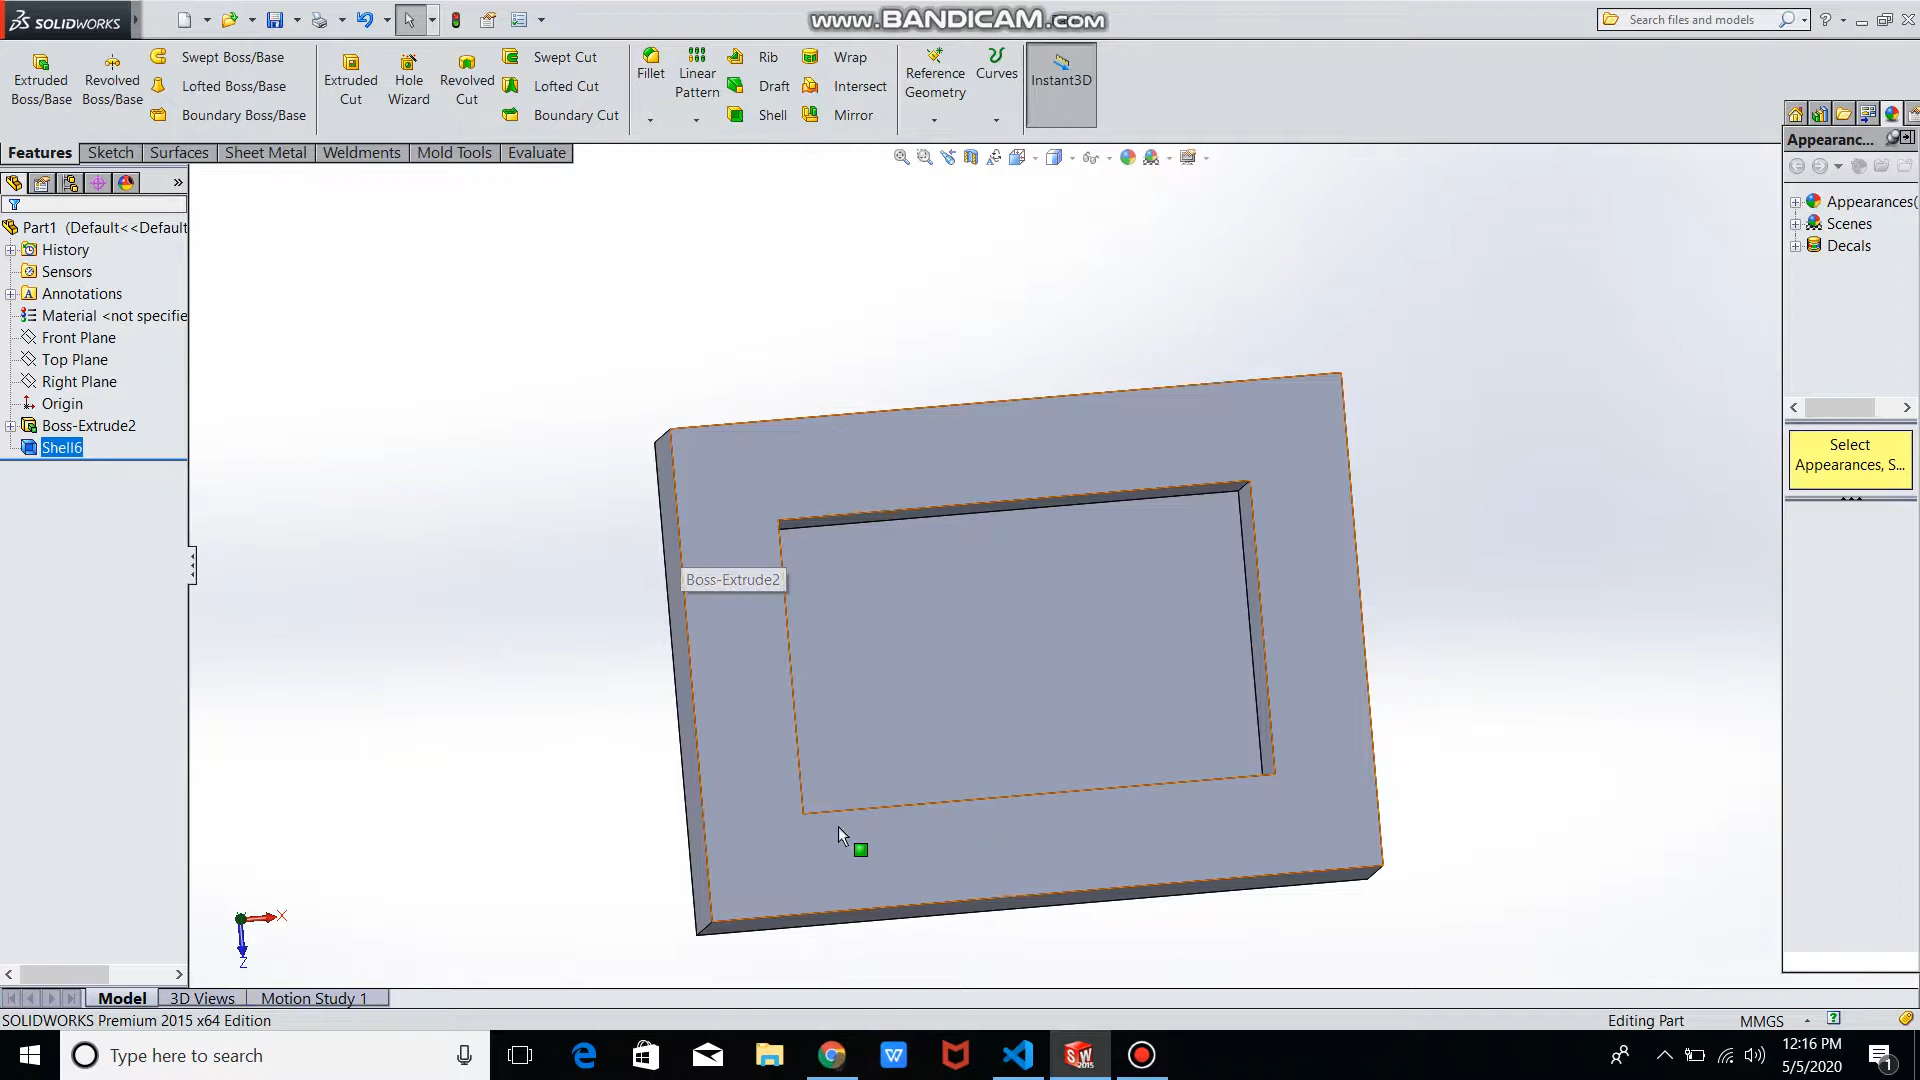 SOLIDWORKS
www.BANDICAM.com
Search files and models
Extruded Boss/Base
Revolved Boss/Base
Swept Boss/Base
Lofted Boss/Base
Boundary Boss/Base
Extruded Cut
Hole Wizard
Revolved Cut
Swept Cut
Lofted Cut
Boundary Cut
Fillet
Linear Pattern
Rib
Draft
Shell
Wrap
Intersect
Mirror
Reference Geometry
Curves
Instant3D
Features
Sketch
Surfaces
Sheet Metal
Weldments
Mold Tools
Evaluate
Part1 (Default<<Default
History
Sensors
Annotations
Material <not specifie
Front Plane
Top Plane
Right Plane
Origin
Boss-Extrude2
Shell6
Boss-Extrude2
X
Z
Appearanc...
Appearances(
Scenes
Decals
Select
Appearances, S...
Model
3D Views
Motion Study 1
SOLIDWORKS Premium 2015 x64 Edition
Editing Part
MMGS
Type here to search
12:16 PM
5/5/2020
1